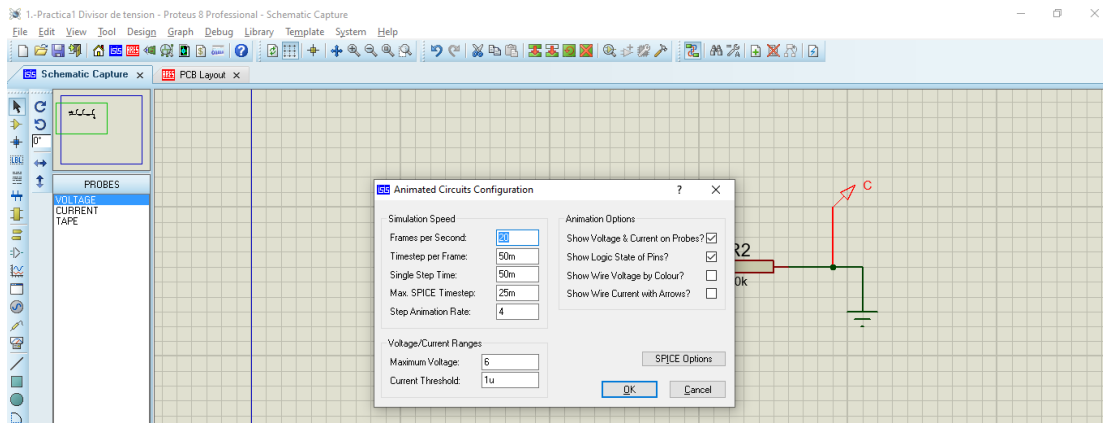 1.-Practica1 Divisor de tension - Proteus 8 Professional - Schematic Capture
File Edit View Tool Design Graph Debug Library Template System Help
Schematic Capture x PCB Layout x
0°
LBL
PROBES
VOLTAGE
CURRENT
TAPE
ISIS Animated Circuits Configuration ? X
Simulation Speed
Frames per Second: 20
Timestep per Frame: 50m
Single Step Time: 50m
Max. SPICE Timestep: 25m
Step Animation Rate: 4
Voltage/Current Ranges
Maximum Voltage: 6
Current Threshold: 1u
Animation Options
Show Voltage & Current on Probes?
Show Logic State of Pins?
Show Wire Voltage by Colour?
Show Wire Current with Arrows?
SPICE Options
OK Cancel
C
R2
0k